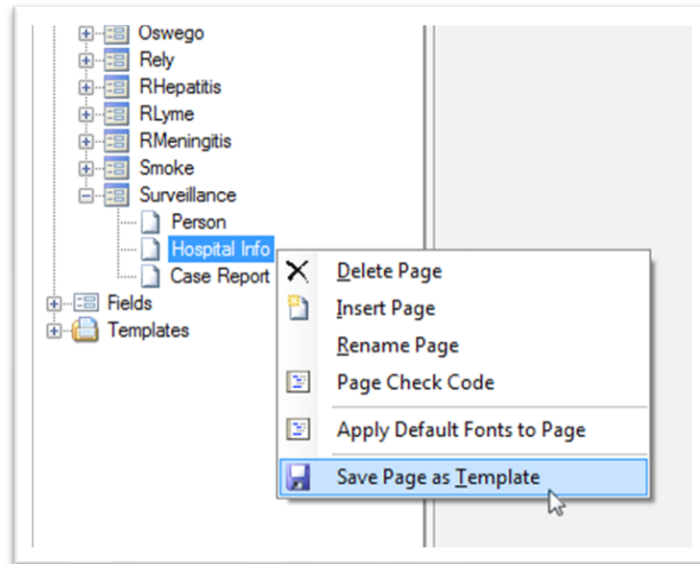 Oswego
Rely
RHepatitis
RLyme
RMeningitis
Smoke
Surveillance
Person
Hospital Info
Case Report
Fields
Templates
Delete Page
Insert Page
Rename Page
Page Check Code
Apply Default Fonts to Page
Save Page as Template